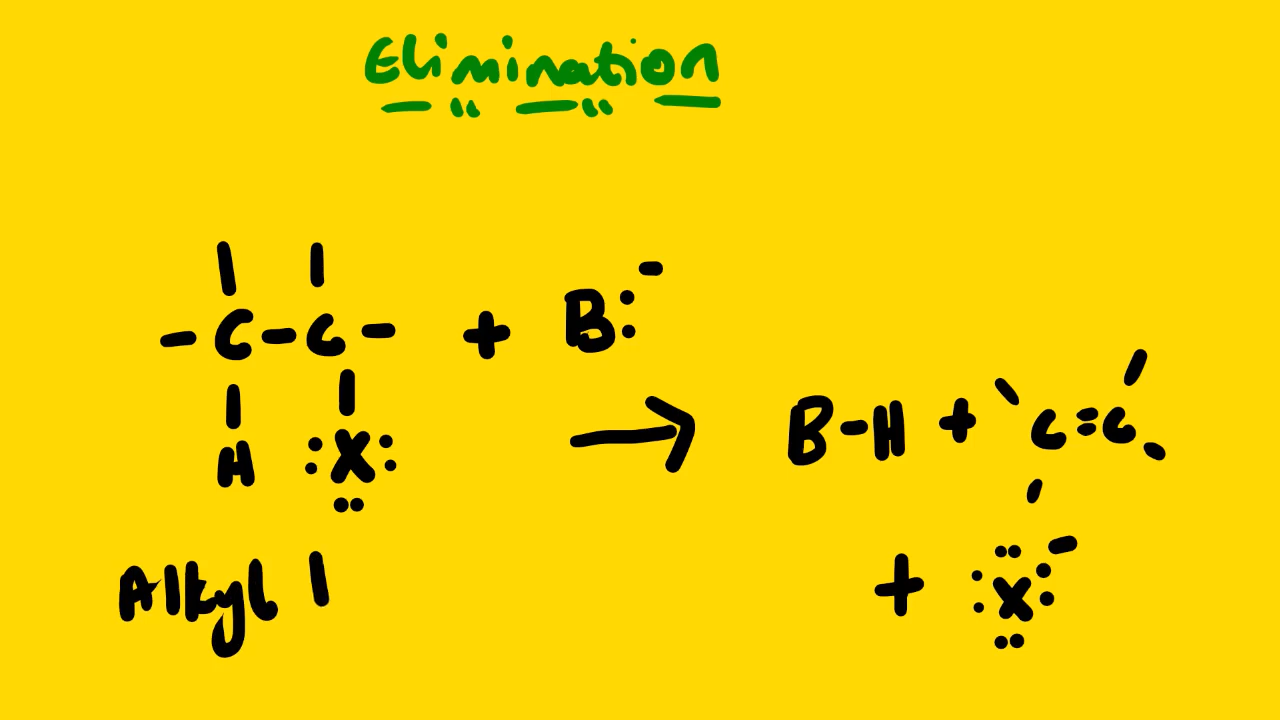 Elimination
- C - C - + B:⁻
H :X:
→ B-H + C=C
Alkyl
+ :X:⁻